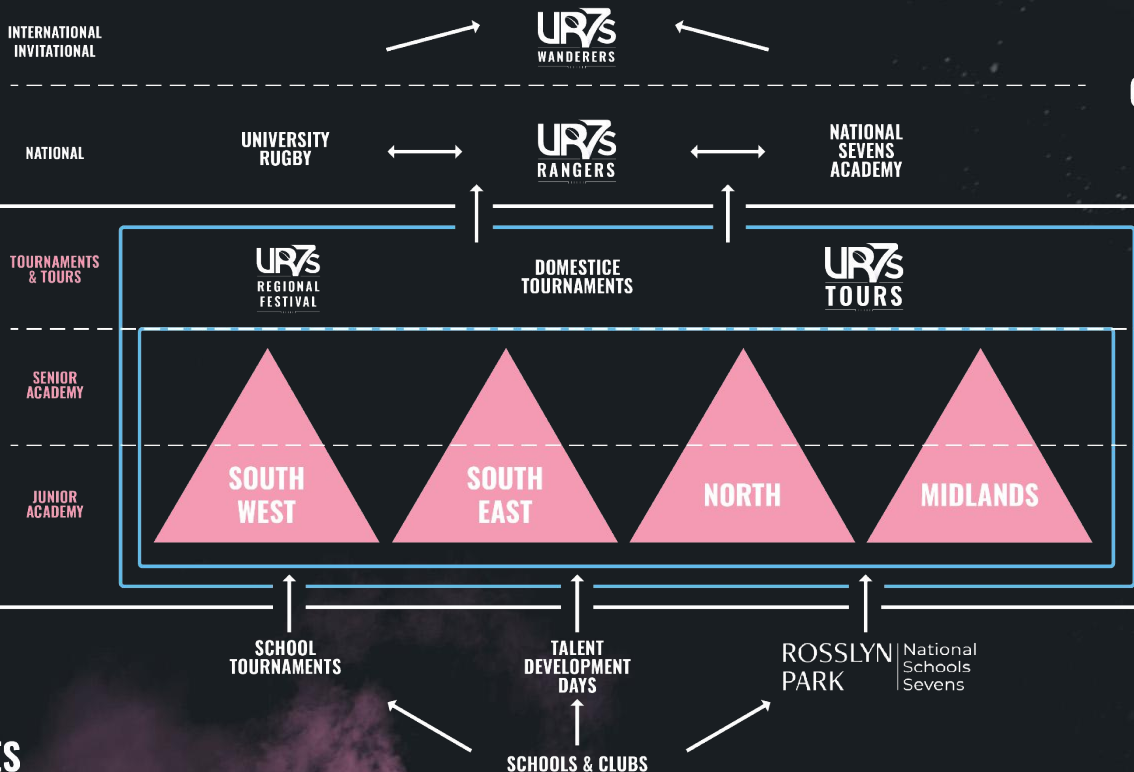 INTERNATIONAL
INVITATIONAL
UR7s
WANDERERS
NATIONAL
UNIVERSITY
RUGBY
UR7s
RANGERS
NATIONAL
SEVENS
ACADEMY
TOURNAMENTS
& TOURS
UR7s
REGIONAL
FESTIVAL
DOMESTICE
TOURNAMENTS
UR7s
TOURS
SENIOR
ACADEMY
JUNIOR
ACADEMY
SOUTH
WEST
SOUTH
EAST
NORTH
MIDLANDS
SCHOOL
TOURNAMENTS
TALENT
DEVELOPMENT
DAYS
ROSSLYN
PARK
National
Schools
Sevens
SCHOOLS & CLUBS